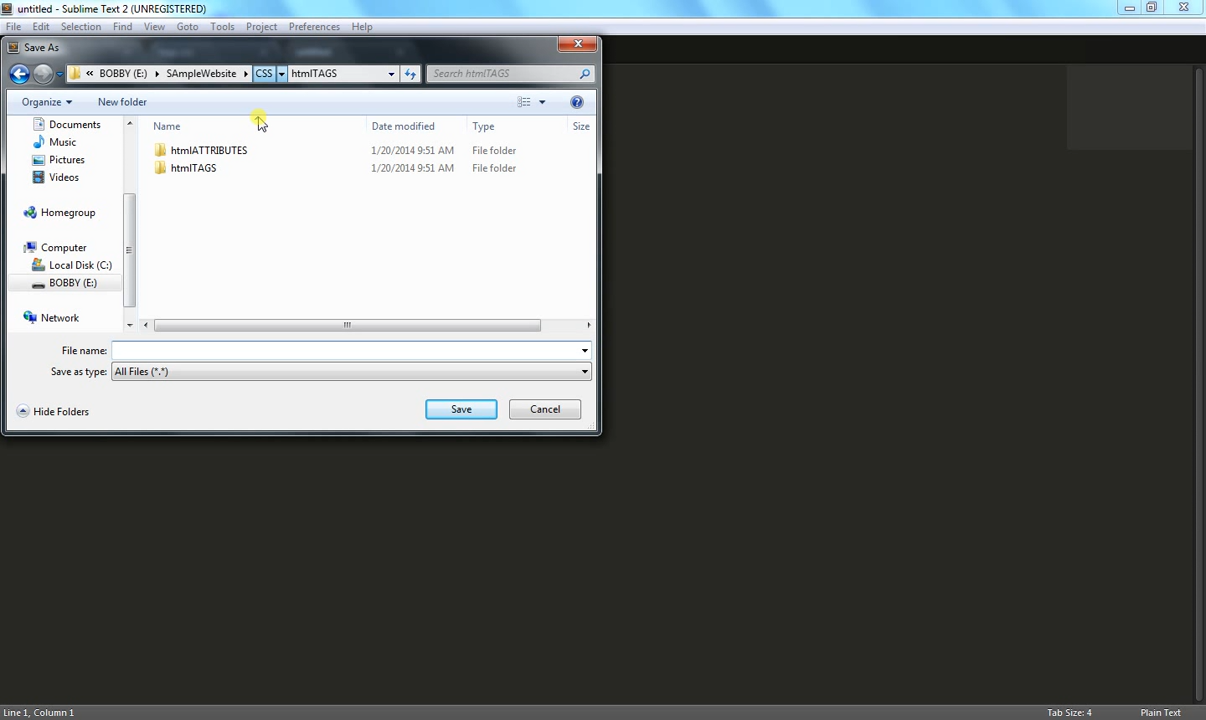 untitled - Sublime Text 2 (UNREGISTERED)
File Edit Selection Find View Goto Tools Project Preferences Help
Save As
« BOBBY (E:) SAmpleWebsite CSS htmlTAGS Search htmlTAGS
Organize New folder
Name Date modified Type Size
Documents
Music
Pictures
Videos
Homegroup
Computer
Local Disk (C:)
BOBBY (E:)
Network
htmlATTRIBUTES 1/20/2014 9:51 AM File folder
htmlTAGS 1/20/2014 9:51 AM File folder
File name:
Save as type: All Files (*.*)
Hide Folders Save Cancel
Line 1, Column 1 Tab Size: 4 Plain Text